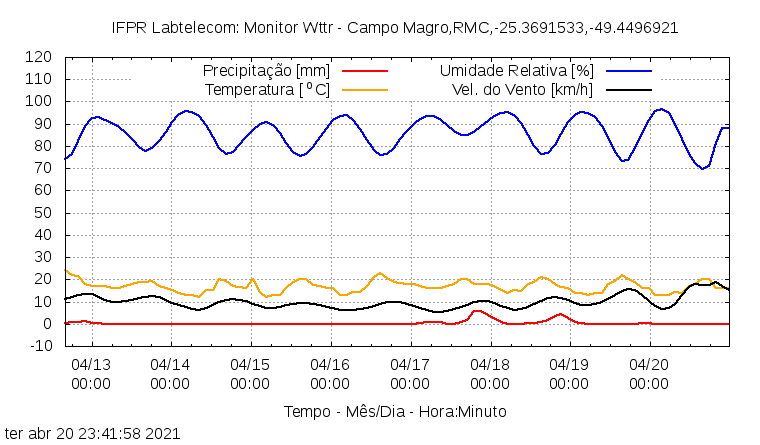 IFPR Labtelecom: Monitor Wttr - Campo Magro,RMC,-25.3691533,-49.4496921
Precipitação [mm]
Temperatura [⁰C]
Umidade Relativa [%]
Vel. do Vento [km/h]
120
110
100
90
80
70
60
50
40
30
20
10
0
-10
04/13 04/14 04/15 04/16 04/17 04/18 04/19 04/20
00:00 00:00 00:00 00:00 00:00 00:00 00:00 00:00
Tempo - Mês/Dia - Hora:Minuto
ter abr 20 23:41:58 2021